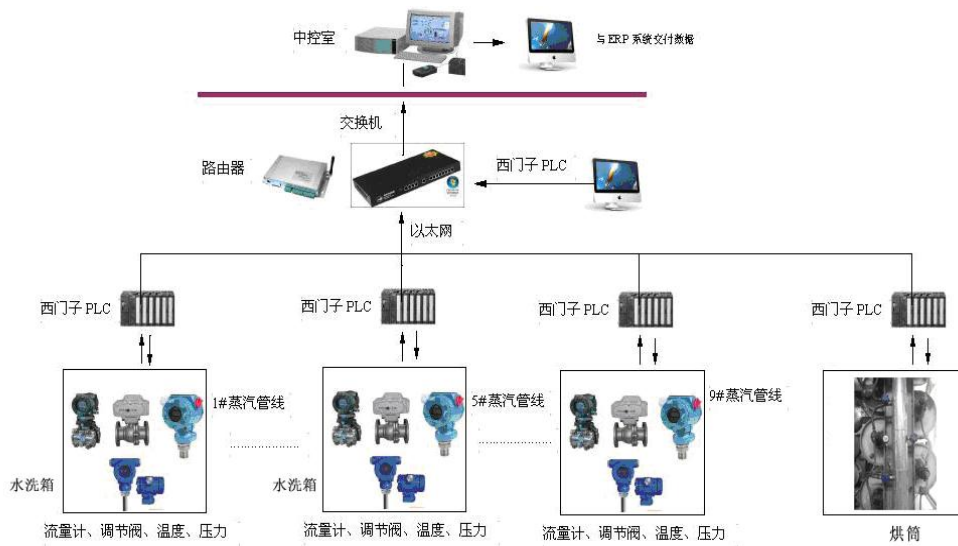 中控室
与ERP系统交付数据
交换机
路由器
西门子 PLC
以太网
西门子 PLC
西门子 PLC
西门子 PLC
西门子 PLC
1#蒸汽管线
5#蒸汽管线
9#蒸汽管线
水洗箱
水洗箱
流量计、调节阀、温度、压力
流量计、调节阀、温度、压力
流量计、调节阀、温度、压力
烘筒